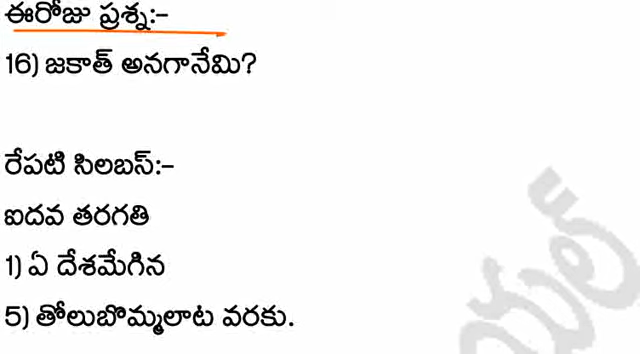 ఈరోజు ప్రశ్న:-
16) జకాత్ అనగానేమి?
రేపటి సిలబస్:-
ఐదవ తరగతి
1) ఏ దేశమేగిన
5) తోలుబొమ్మలాట వరకు.